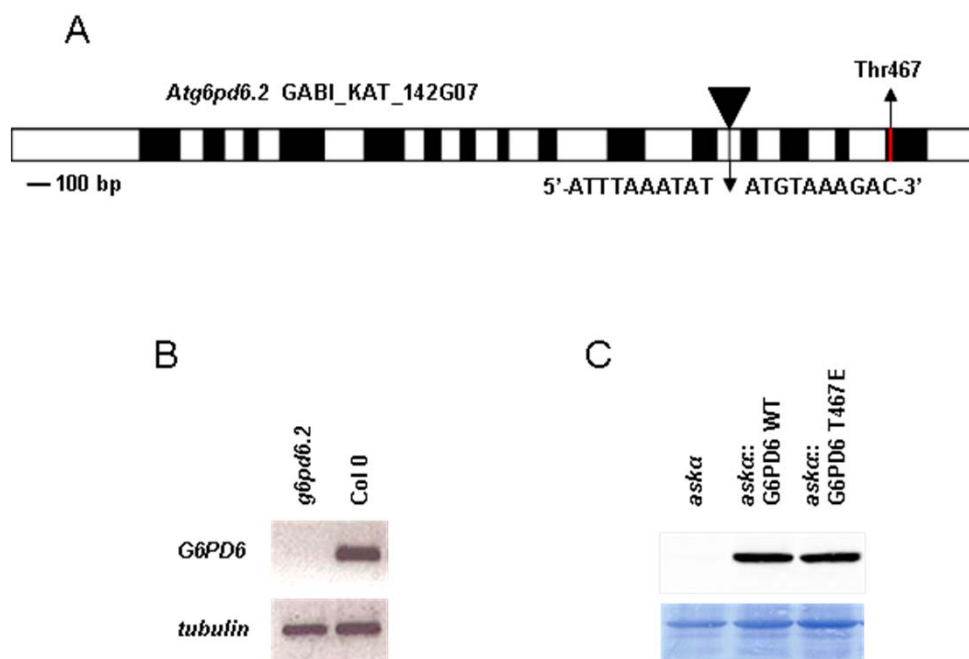 A
Thr467
Atg6pd6.2 GABI_KAT_142G07
100 bp
5'-ATTTAAATAT ATGTAAAGAC-3'
B
C
g6pd6.2
Col 0
askα
askα::
G6PD6 WT
askα::
G6PD6 T467E
G6PD6
tubulin